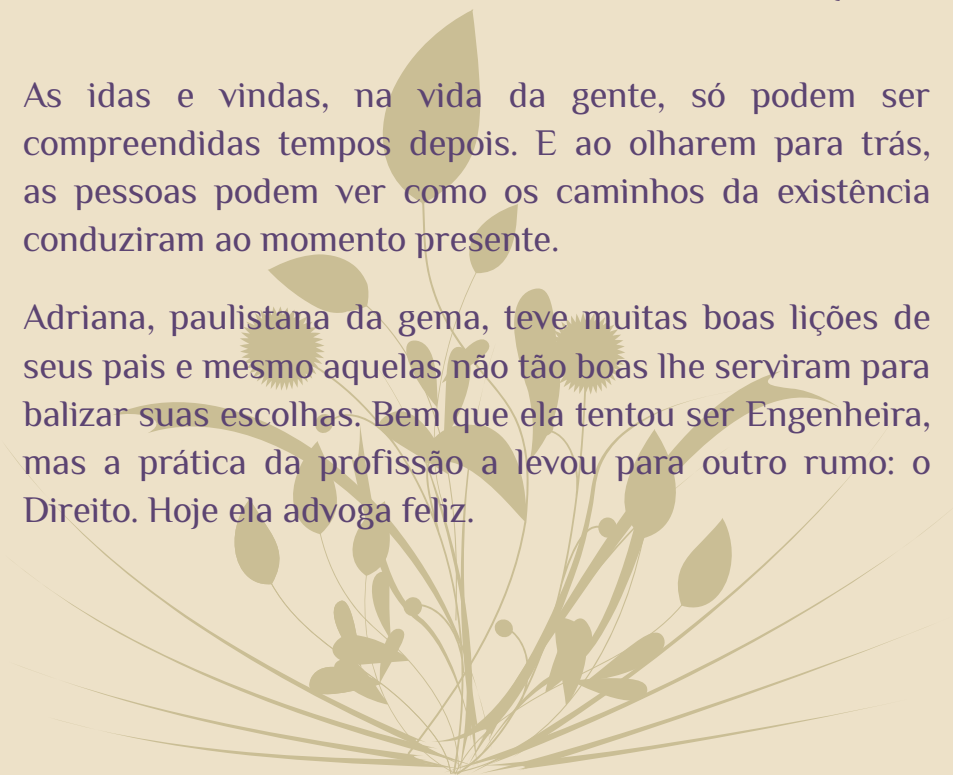 As idas e vindas, na vida da gente, só podem ser
compreendidas tempos depois. E ao olharem para trás,
as pessoas podem ver como os caminhos da existência
conduziram ao momento presente.
Adriana, paulistana da gema, teve muitas boas lições de
seus pais e mesmo aquelas não tão boas lhe serviram para
balizar suas escolhas. Bem que ela tentou ser Engenheira,
mas a prática da profissão a levou para outro rumo: o
Direito. Hoje ela advoga feliz.